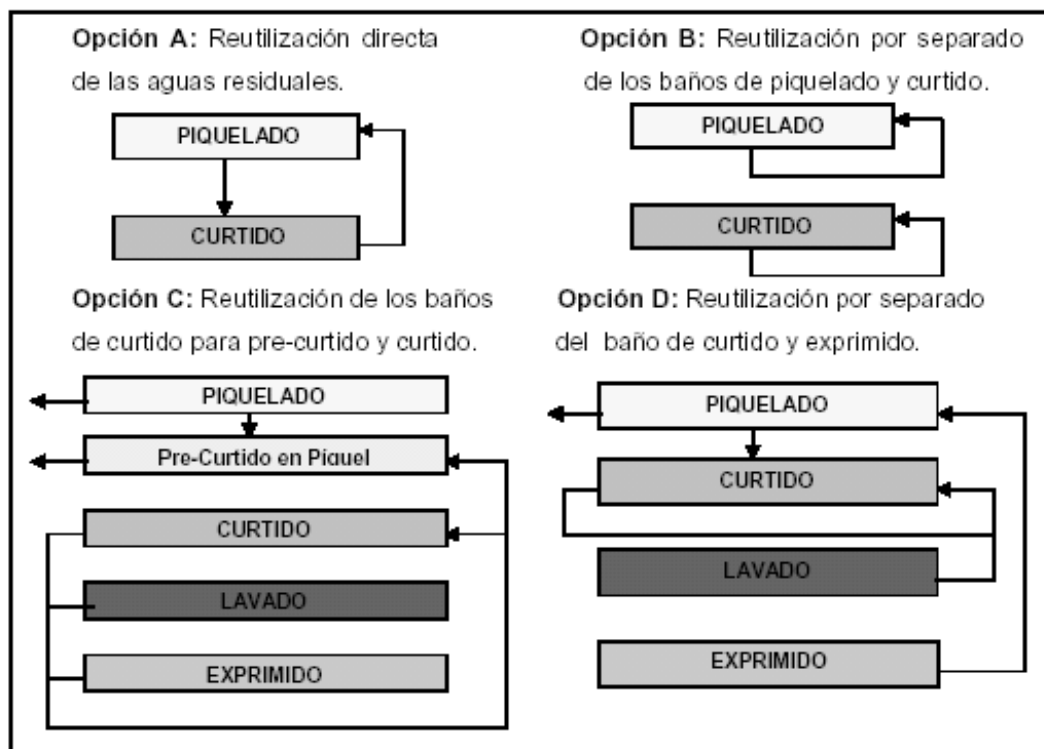 Opción A: Reutilización directa
de las aguas residuales.
PIQUELADO
CURTIDO
Opción B: Reutilización por separado
de los baños de piquelado y curtido.
PIQUELADO
CURTIDO
Opción C: Reutilización de los baños
de curtido para pre-curtido y curtido.
PIQUELADO
Pre-Curtido en Piquel
CURTIDO
LAVADO
EXPRIMIDO
Opción D: Reutilización por separado
del baño de curtido y exprimido.
PIQUELADO
CURTIDO
LAVADO
EXPRIMIDO